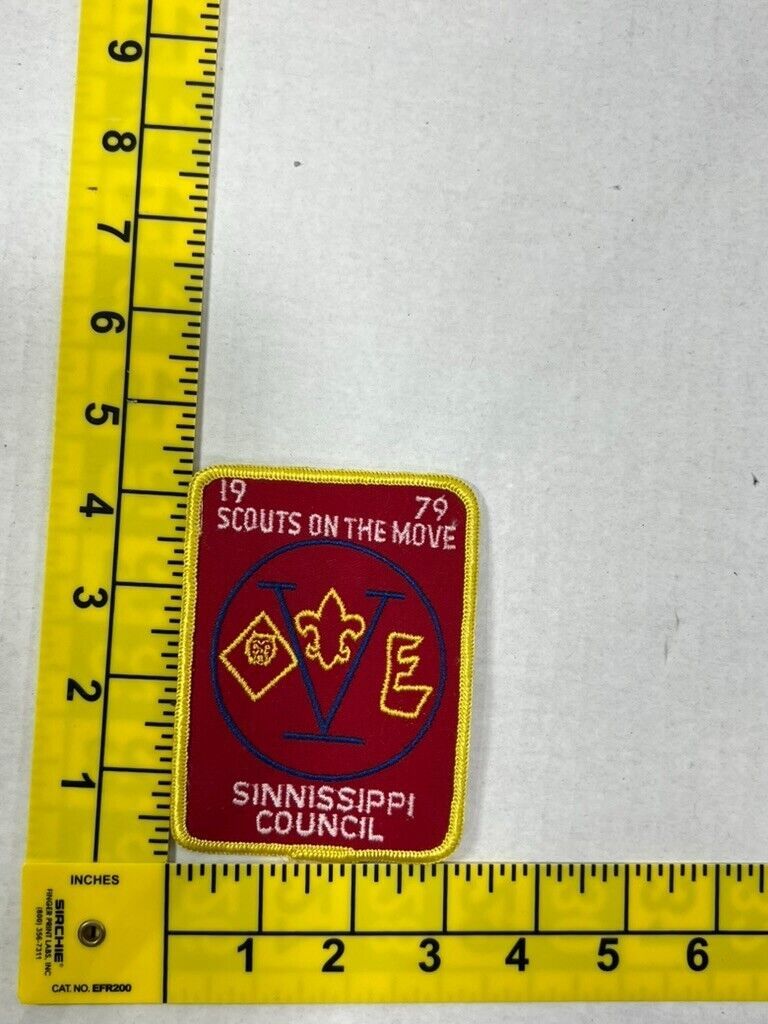 9
8
7
6
5
4
3
2
1
19 79
SCOUTS ON THE MOVE
V E
SINNISSIPPI
COUNCIL
INCHES
SIRCHIE®
FINGER PRINT LABS, INC
(800) 356-7311
CAT. NO. EFR200
1 2 3 4 5 6